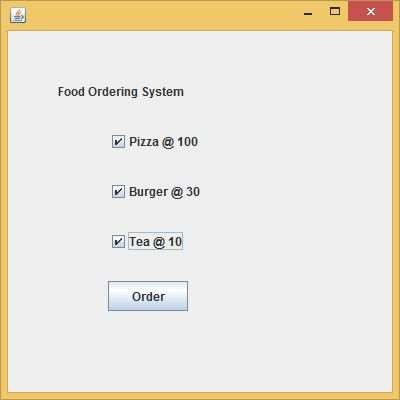 Food Ordering System
Pizza @ 100
Burger @ 30
Tea @ 10
Order